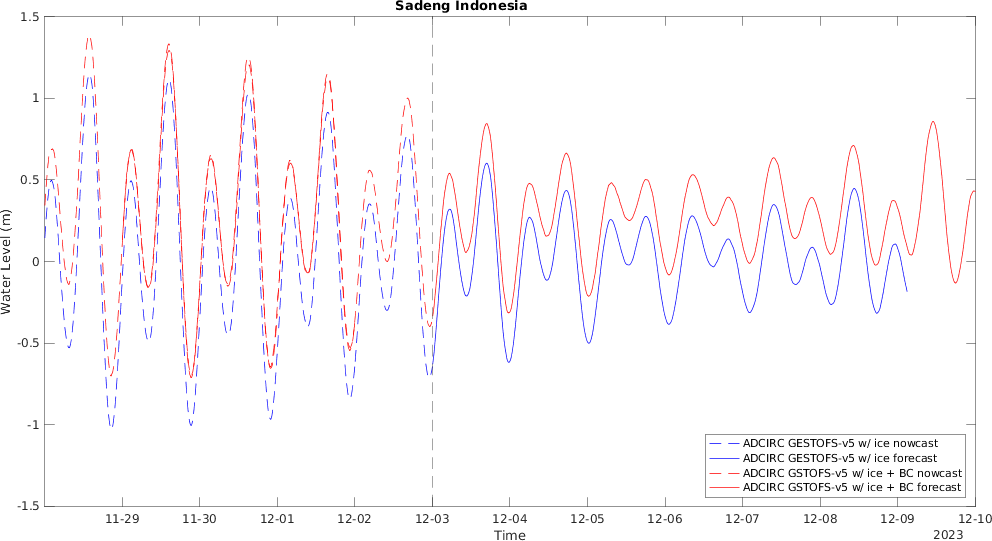 Sadeng Indonesia
1.5
1
0.5
0
-0.5
-1
-1.5
Water Level (m)
11-29 11-30 12-01 12-02 12-03 12-04 12-05 12-06 12-07 12-08 12-09 12-10
Time
2023
ADCIRC GESTOFS-v5 w/ ice nowcast
ADCIRC GESTOFS-v5 w/ ice forecast
ADCIRC GSTOFS-v5 w/ ice + BC nowcast
ADCIRC GSTOFS-v5 w/ ice + BC forecast